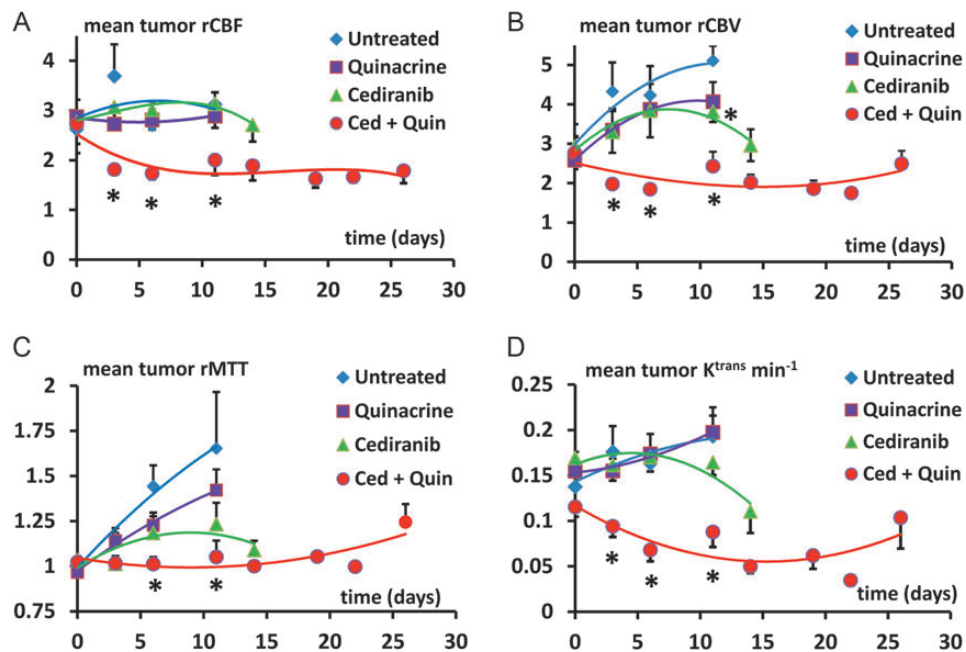 A
mean tumor rCBF
Untreated
Quinacrine
Cediranib
Ced + Quin
4
3
2
1
0
* * *
time (days)
0 5 10 15 20 25 30
B
mean tumor rCBV
Untreated
Quinacrine
Cediranib
Ced + Quin
5
4
3
2
1
0
*
* * *
time (days)
0 5 10 15 20 25 30
C
mean tumor rMTT
Untreated
Quinacrine
Cediranib
Ced + Quin
2
1.75
1.5
1.25
1
0.75
* *
time (days)
0 5 10 15 20 25 30
D
mean tumor K^trans min^-1
Untreated
Quinacrine
Cediranib
Ced + Quin
0.25
0.2
0.15
0.1
0.05
0
* * *
time (days)
0 5 10 15 20 25 30